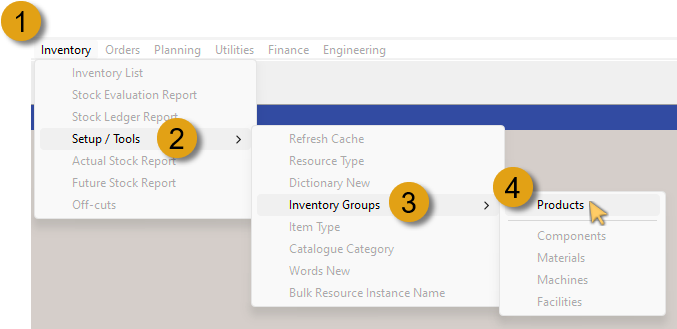 1
Inventory Orders Planning Utilities Finance Engineering
Inventory List
Stock Evaluation Report
Stock Ledger Report
Setup / Tools 2 >
Actual Stock Report
Future Stock Report
Off-cuts
Refresh Cache
Resource Type
Dictionary New
Inventory Groups 3 >
Item Type
Catalogue Category
Words New
Bulk Resource Instance Name
4
Products
Components
Materials
Machines
Facilities